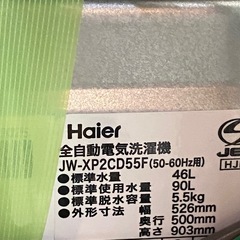 Haier
全自動電気洗濯機
JW-XP2CD55F(50-60Hz用)
●標準水量 46L
●標準使用水量 90L
●標準脱水容量 5.5kg
●外形寸法 幅 526mm
奥行 500mm
高さ 903mm
JE
HJ